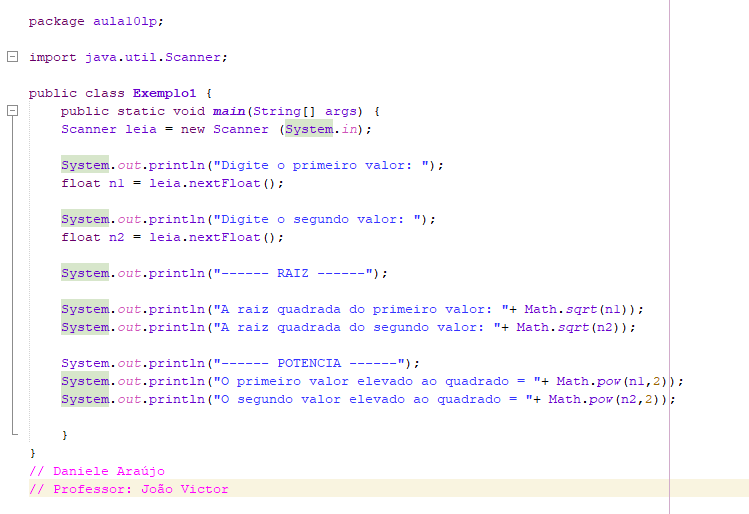 package aula10lp;
import java.util.Scanner;
public class Exemplo1 {
public static void main(String[] args) {
Scanner leia = new Scanner (System.in);
System.out.println("Digite o primeiro valor: ");
float n1 = leia.nextFloat();
System.out.println("Digite o segundo valor: ");
float n2 = leia.nextFloat();
System.out.println("------ RAIZ ------");
System.out.println("A raiz quadrada do primeiro valor: "+ Math.sqrt(n1));
System.out.println("A raiz quadrada do segundo valor: "+ Math.sqrt(n2));
System.out.println("------ POTENCIA ------");
System.out.println("O primeiro valor elevado ao quadrado = "+ Math.pow(n1,2));
System.out.println("O segundo valor elevado ao quadrado = "+ Math.pow(n2,2));
}
}
// Daniele Araújo
// Professor: João Victor